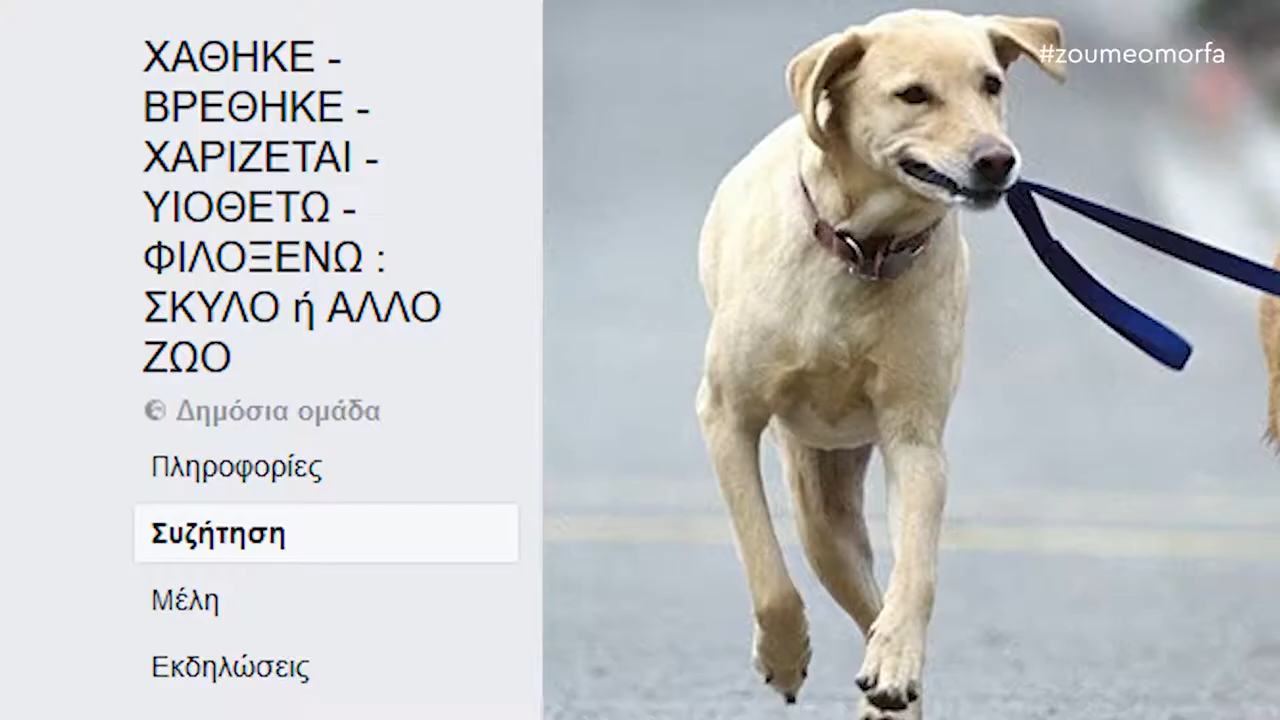 ΧΑΘΗΚΕ -
ΒΡΕΘΗΚΕ -
ΧΑΡΙΖΕΤΑΙ -
ΥΙΟΘΕΤΩ -
ΦΙΛΟΞΕΝΩ :
ΣΚΥΛΟ ή ΑΛΛΟ
ΖΩΟ
Δημόσια ομάδα
Πληροφορίες
Συζήτηση
Μέλη
Εκδηλώσεις
#zoumeomorfa